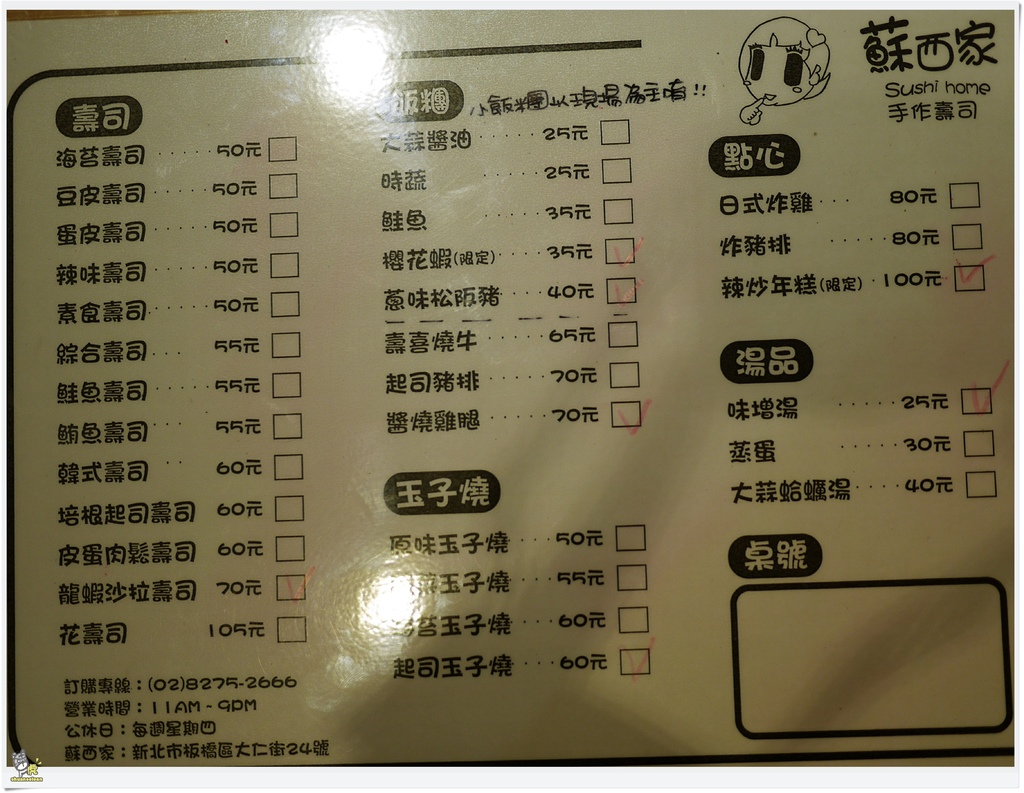 蘇西家
Sushi home
手作壽司
壽司
海苔壽司 ····· 50元
豆皮壽司 ····· 50元
蛋皮壽司 ····· 50元
辣味壽司 ····· 50元
素食壽司 ····· 50元
綜合壽司 ··· 55元
鮭魚壽司 ····· 55元
鮪魚壽司 ···· 55元
韓式壽司 ·· 60元
培根起司壽司 60元
皮蛋肉鬆壽司 60元
龍蝦沙拉壽司 70元
花壽司 105元
訂購專線：(02)8275-2666
營業時間：11AM~9PM
公休日：每週星期四
蘇西家：新北市板橋區大仁街24號
飯糰 小飯糰以現場為主唷!!
大蒜醬油 ····· 25元
時蔬 ······ 25元
鮭魚 ······ 35元
櫻花蝦(限定) ···· 35元
蔥味松阪豬 ···· 40元
壽喜燒牛 ····· 65元
起司豬排 ····· 70元
醬燒雞腿 ····· 70元
玉子燒
原味玉子燒 ··· 50元
玉子燒 ··· 55元
苔玉子燒 ··· 60元
起司玉子燒 ··· 60元
點心
日式炸雞 ··· 80元
炸豬排 ····· 80元
辣炒年糕(限定) · 100元
湯品
味增湯 ····· 25元
蒸蛋 ····· 30元
大蒜蛤蠣湯 ···· 40元
桌號